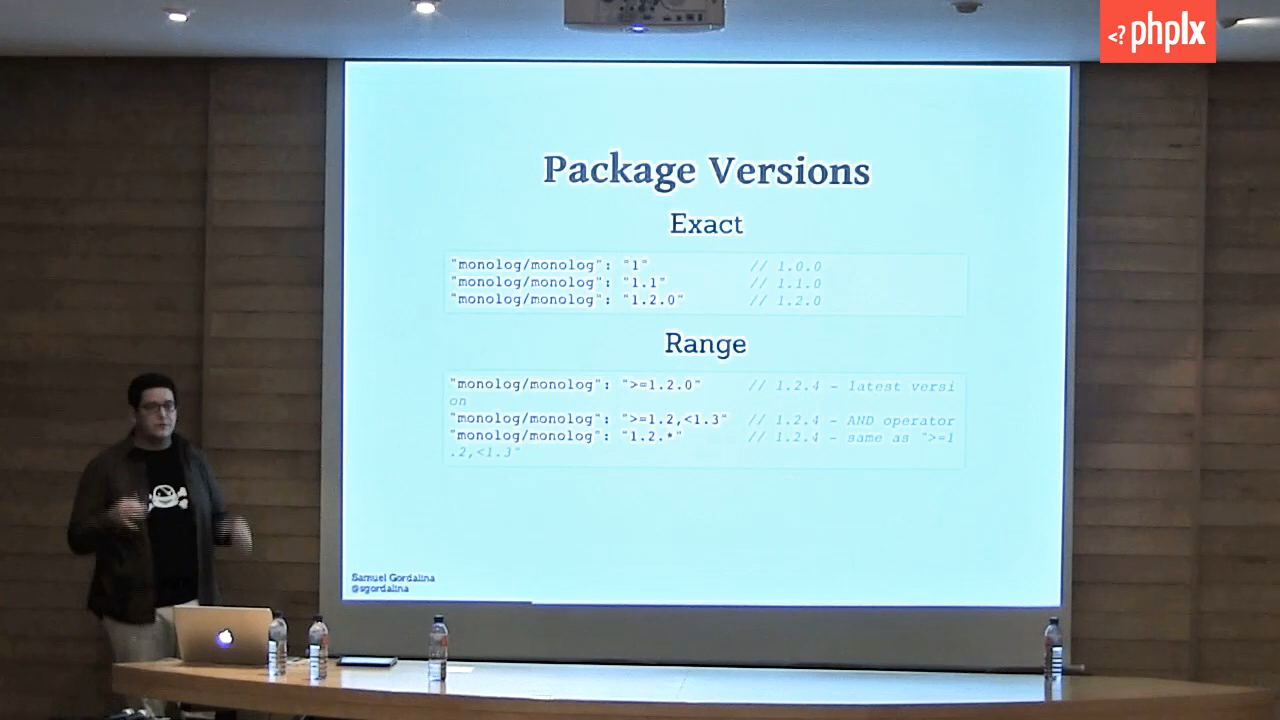 <? phplx
Package Versions
Exact
"monolog/monolog": "1" // 1.0.0
"monolog/monolog": "1.1" // 1.1.0
"monolog/monolog": "1.2.0" // 1.2.0
Range
"monolog/monolog": ">=1.2.0" // 1.2.4 - latest versi
on
"monolog/monolog": ">=1.2,<1.3" // 1.2.4 - AND operator
"monolog/monolog": "1.2.*" // 1.2.4 - same as ">=1
.2,<1.3"
Samuel Gordalina
@sgordalina